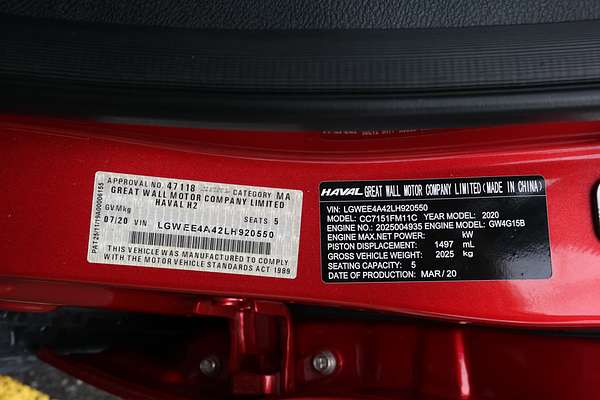 APPROVAL NO. 47118 CATEGORY MA
GREAT WALL MOTOR COMPANY LIMITED
HAVAL H2
GVM/kg SEATS 5
07/20 VIN LGWEE4A42LH920550
THIS VEHICLE WAS MANUFACTURED TO COMPLY
WITH THE MOTOR VEHICLE STANDARDS ACT 1989
HAVAL GREAT WALL MOTOR COMPANY LIMITED (MADE IN CHINA)
VIN: LGWEE4A42LH920550
MODEL: CC7151FM11C YEAR MODEL: 2020
ENGINE NO.: 2025004935 ENGINE MODEL: GW4G15B
ENGINE MAX.NET POWER: kW
PISTON DISPLACEMENT: 1497 mL
GROSS VEHICLE MASS: 2025 kg
SEATING CAPACITY: 5
DATE OF PRODUCTION: MAR / 20